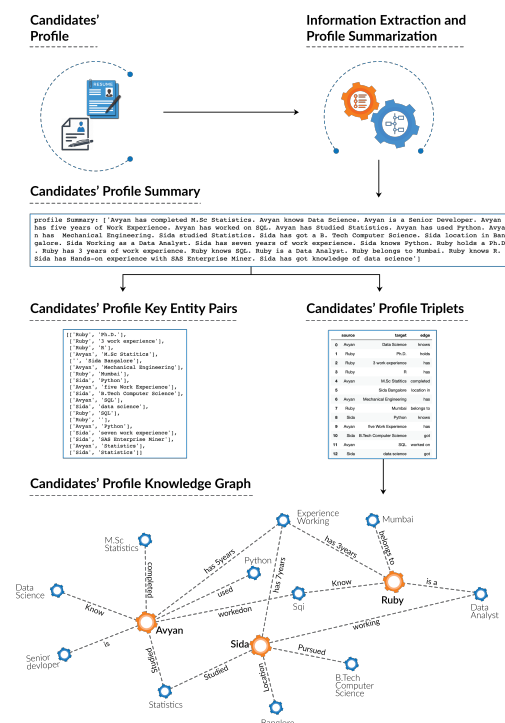 Candidates'
Profile
Information Extraction and
Profile Summarization
RESUME
Candidates' Profile Summary
profile Summary: ['Avyan has completed M.Sc Statistics. Avyan knows Data Science. Avyan is a Senior Developer. Avyan
has five years of Work Experience. Avyan has worked on SQL. Avyan has Studied Statistics. Avyan has used Python. Avya
n has  Mechanical Engineering. Sida studied Statistics. Sida has got a B. Tech Computer Science. Sida location in Ban
galore. Sida Working as a Data Analyst. Sida has seven years of work experience. Sida knows Python. Ruby holds a Ph.D
. Ruby has 3 years of work experience. Ruby knows SQL. Ruby is a Data Analyst. Ruby belongs to Mumbai. Ruby knows R.
Sida has Hands-on experience with SAS Enterprise Miner. Sida has got knowledge of data science']
Candidates' Profile Key Entity Pairs
[['Ruby', 'Ph.D.'],
['Ruby', '3 work experience'],
['Ruby', 'R'],
['Avyan', 'M.Sc Statitics'],
['', 'Sida Bangalore'],
['Avyan', 'Mechanical Engineering'],
['Ruby', 'Mumbai'],
['Sida', 'Python'],
['Avyan', 'five Work Experience'],
['Sida', 'B.Tech Computer Science'],
['Avyan', 'SQL'],
['Sida', 'data science'],
['Ruby', 'SQL'],
['Ruby', ''],
['Avyan', 'Python'],
['Sida', 'seven work experience'],
['Sida', 'SAS Enterprise Miner'],
['Avyan', 'Statistics'],
['Sida', 'Statistics']]
Candidates' Profile Triplets
source target edge
0 Avyan Data Science knows
1 Ruby Ph.D. holds
2 Ruby 3 work experience has
3 Ruby R has
4 Avyan M.Sc Statitics completed
5 Sida Bangalore location in
6 Avyan Mechanical Engineering has
7 Ruby Mumbai belongs to
8 Sida Python knows
9 Avyan five Work Experience has
10 Sida B.Tech Computer Science got
11 Avyan SQL worked on
12 Sida data science got
Candidates' Profile Knowledge Graph
Experience
Working
Mumbai
M.Sc
Statistics
completed
has 5years
Python
has 7years
has 3years
belongs to
Data
Science
Know
used
workedon
Sqi
Know
Ruby
is a
Data
Analyst
Avyan
is
Senior
devloper
Studied
Sida
working
Statistics
Studied
Location
Pursued
B.Tech
Computer
Science
Banglore